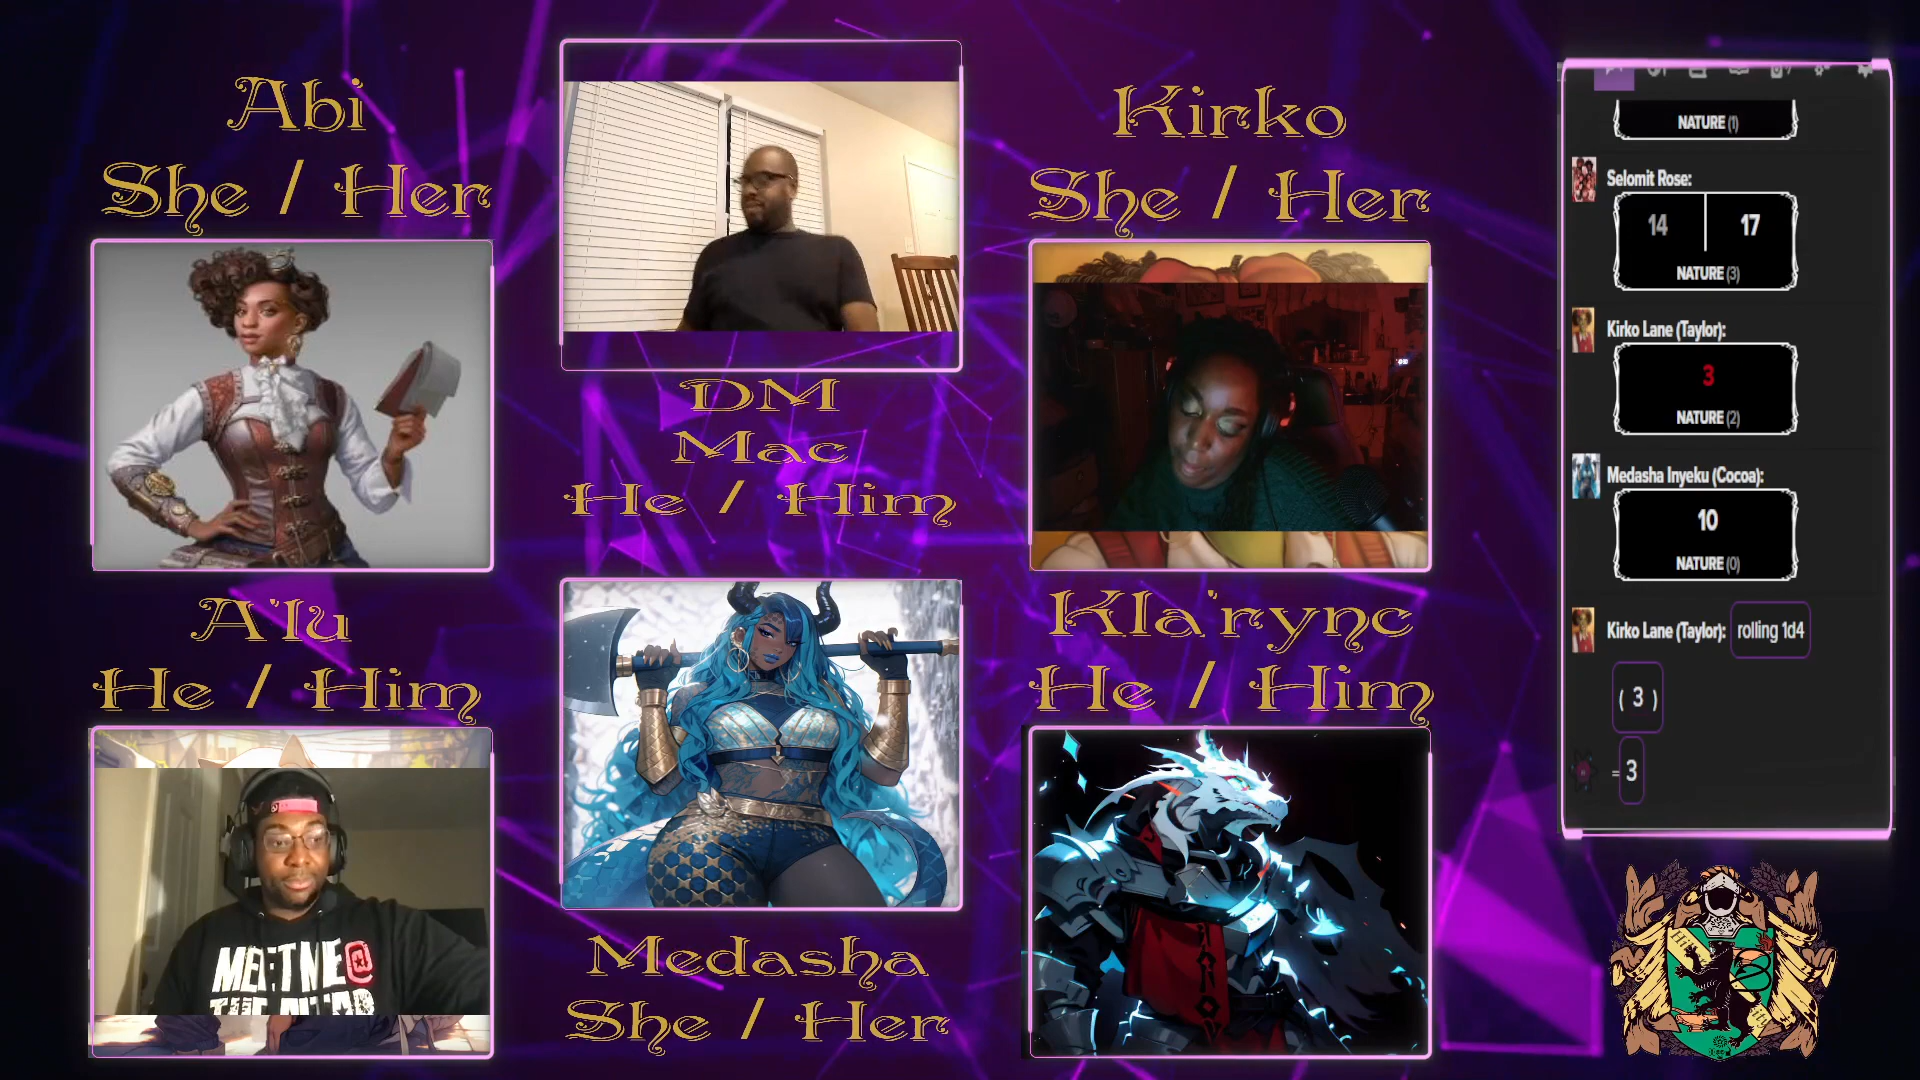 Abi
She / Her
DM
Mac
He / Him
Kirko
She / Her
A'lu
He / Him
MEET ME @
Medasha
She / Her
Kla'rync
He / Him
NATURE (1)
Selomit Rose:
14 17
NATURE (3)
Kirko Lane (Taylor):
3
NATURE (2)
Medasha Inyeku (Cocoa):
10
NATURE (0)
Kirko Lane (Taylor): rolling 1d4
( 3 )
= 3